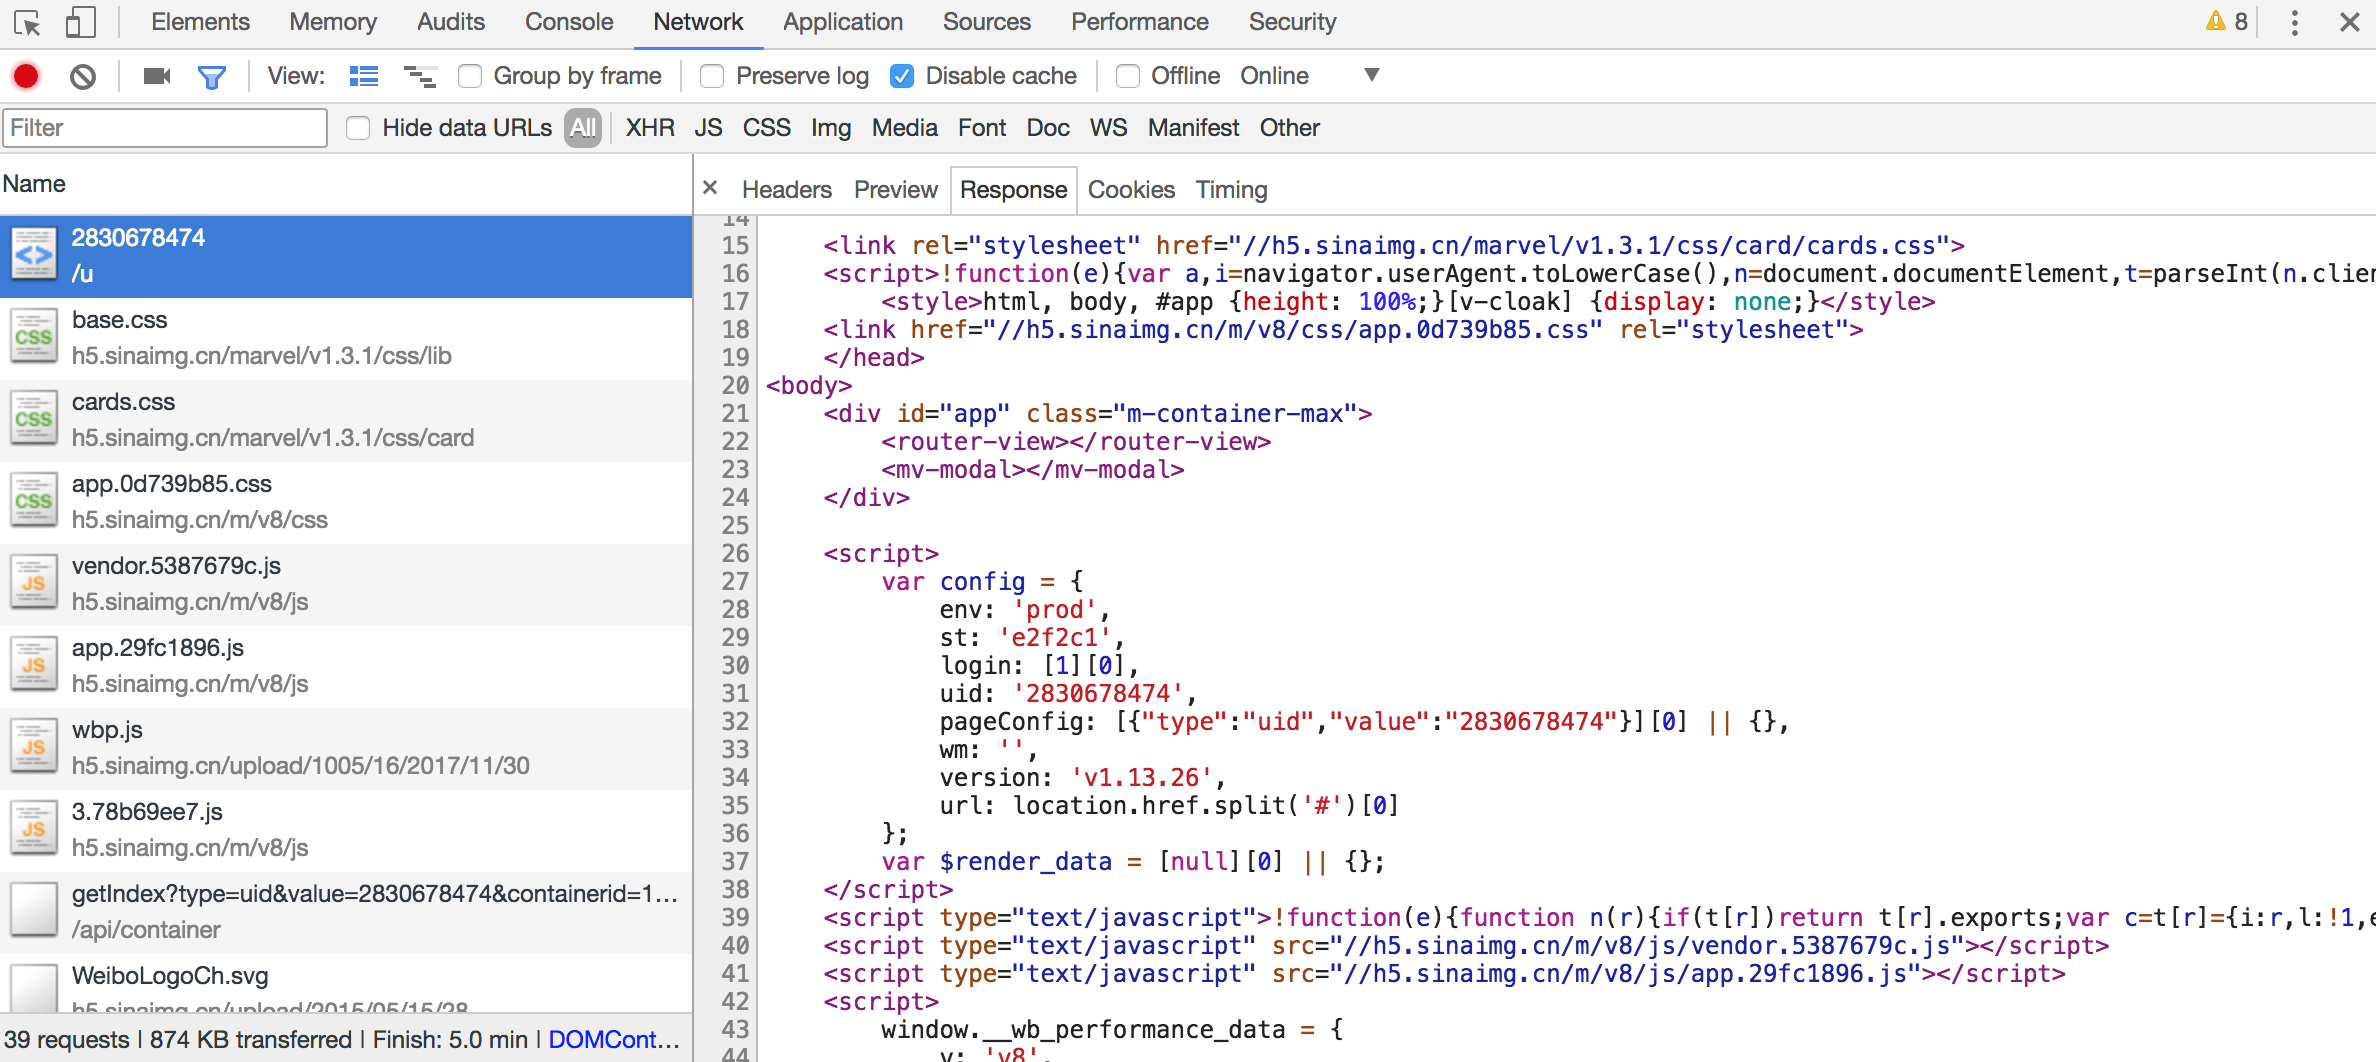 Elements Memory Audits Console Network Application Sources Performance Security 8
View: Group by frame Preserve log Disable cache Offline Online
Filter Hide data URLs All XHR JS CSS Img Media Font Doc WS Manifest Other
Name
2830678474
/u
base.css
h5.sinaimg.cn/marvel/v1.3.1/css/lib
cards.css
h5.sinaimg.cn/marvel/v1.3.1/css/card
app.0d739b85.css
h5.sinaimg.cn/m/v8/css
vendor.5387679c.js
h5.sinaimg.cn/m/v8/js
app.29fc1896.js
h5.sinaimg.cn/m/v8/js
wbp.js
h5.sinaimg.cn/upload/1005/16/2017/11/30
3.78b69ee7.js
h5.sinaimg.cn/m/v8/js
getIndex?type=uid&value=2830678474&containerid=1...
/api/container
WeiboLogoCh.svg
h5.sinaimg.cn/upload/2015/05/15/28
39 requests | 874 KB transferred | Finish: 5.0 min | DOMCont...
× Headers Preview Response Cookies Timing
14
15 <link rel="stylesheet" href="//h5.sinaimg.cn/marvel/v1.3.1/css/card/cards.css">
16 <script>!function(e){var a,i=navigator.userAgent.toLowerCase(),n=document.documentElement,t=parseInt(n.clien
17 <style>html, body, #app {height: 100%;}[v-cloak] {display: none;}</style>
18 <link href="//h5.sinaimg.cn/m/v8/css/app.0d739b85.css" rel="stylesheet">
19 </head>
20 <body>
21 <div id="app" class="m-container-max">
22 <router-view></router-view>
23 <mv-modal></mv-modal>
24 </div>
25
26 <script>
27 var config = {
28 env: 'prod',
29 st: 'e2f2c1',
30 login: [1][0],
31 uid: '2830678474',
32 pageConfig: [{"type":"uid","value":"2830678474"}][0] || {},
33 wm: '',
34 version: 'v1.13.26',
35 url: location.href.split('#')[0]
36 };
37 var $render_data = [null][0] || {};
38 </script>
39 <script type="text/javascript">!function(e){function n(r){if(t[r])return t[r].exports;var c=t[r]={i:r,l:!1,e
40 <script type="text/javascript" src="//h5.sinaimg.cn/m/v8/js/vendor.5387679c.js"></script>
41 <script type="text/javascript" src="//h5.sinaimg.cn/m/v8/js/app.29fc1896.js"></script>
42 <script>
43 window.__wb_performance_data = {
44 v: 'v8',